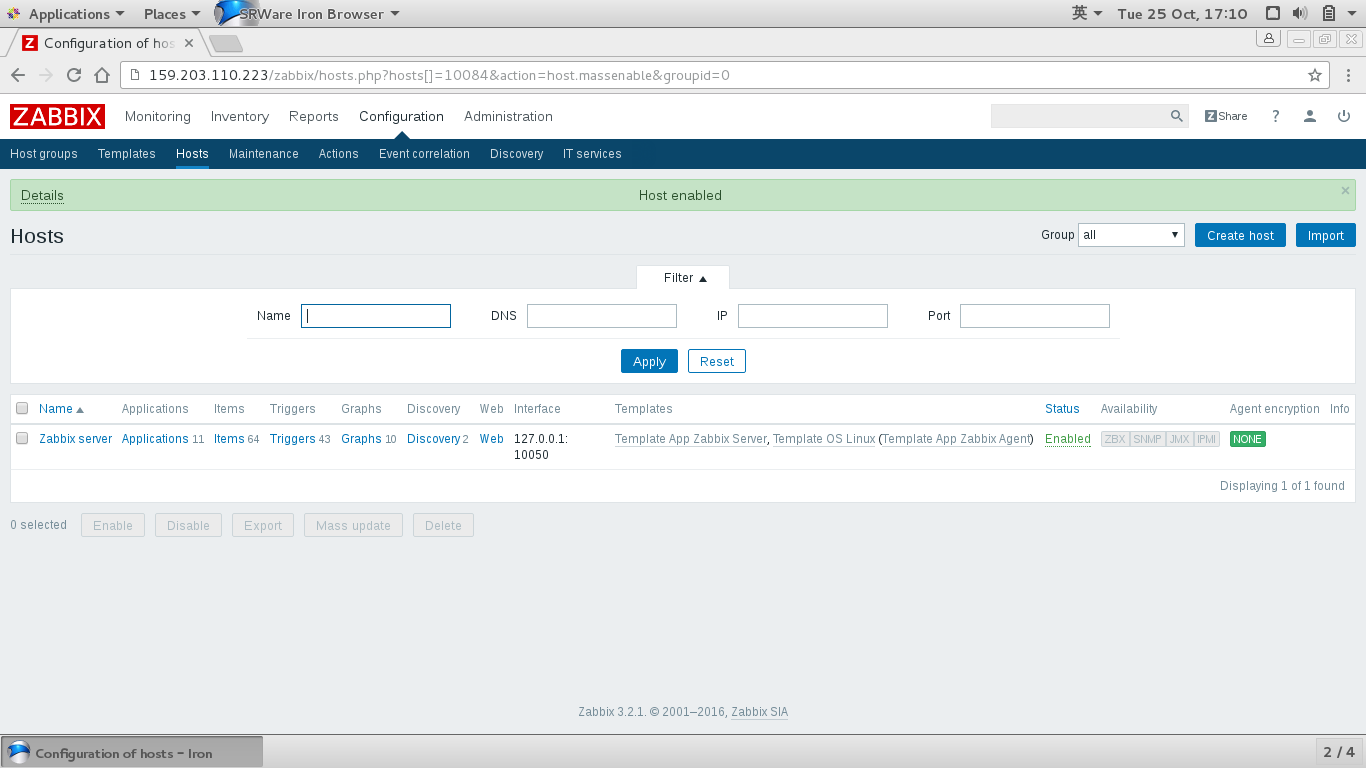 Applications Places SRWare Iron Browser 英 Tue 25 Oct, 17:10
Z Configuration of hos
159.203.110.223/zabbix/hosts.php?hosts[]=10084&action=host.massenable&groupid=0
ZABBIX Monitoring Inventory Reports Configuration Administration Z Share ?
Host groups Templates Hosts Maintenance Actions Event correlation Discovery IT services
Details Host enabled
Hosts Group all Create host Import
Filter
Name DNS IP Port
Apply Reset
Name Applications Items Triggers Graphs Discovery Web Interface Templates Status Availability Agent encryption Info
Zabbix server Applications 11 Items 64 Triggers 43 Graphs 10 Discovery 2 Web 127.0.0.1: Template App Zabbix Server, Template OS Linux (Template App Zabbix Agent) Enabled ZBX SNMP JMX IPMI NONE
10050
Displaying 1 of 1 found
0 selected Enable Disable Export Mass update Delete
Zabbix 3.2.1. © 2001–2016, Zabbix SIA
Configuration of hosts - Iron 2 / 4